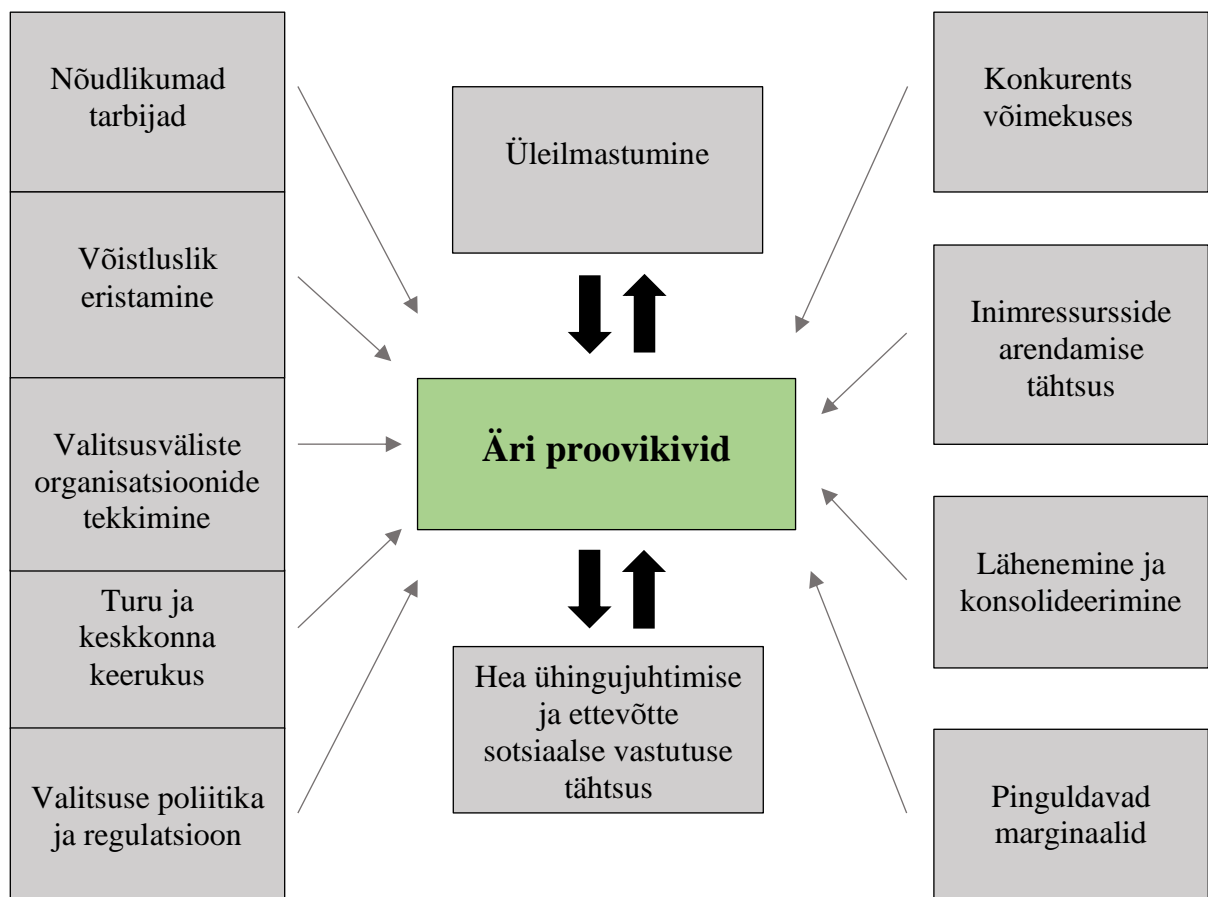 Nõudlikumad
tarbijad
Võistluslik
eristamine
Valitsusväliste
organisatsioonide
tekkimine
Turu ja
keskkonna
keerukus
Valitsuse poliitika
ja regulatsioon
Üleilmastumine
Äri proovikivid
Hea ühingujuhtimise
ja ettevõtte
sotsiaalse vastutuse
tähtsus
Konkurents
võimekuses
Inimressursside
arendamise
tähtsus
Lähenemine ja
konsolideerimine
Pinguldavad
marginaalid